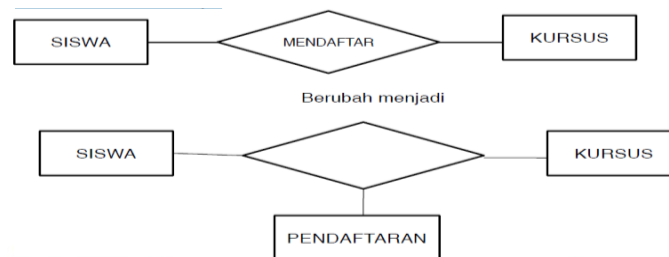 SISWA
MENDAFTAR
KURSUS
Berubah menjadi
SISWA
KURSUS
PENDAFTARAN